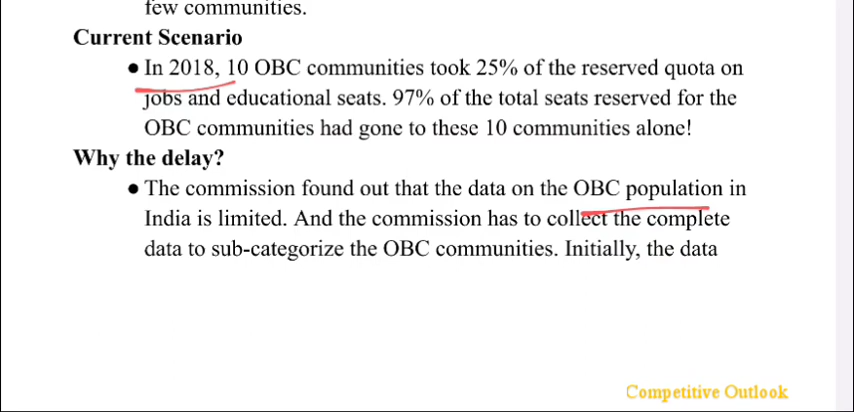 few communities.
Current Scenario
● In 2018, 10 OBC communities took 25% of the reserved quota on
jobs and educational seats. 97% of the total seats reserved for the
OBC communities had gone to these 10 communities alone!
Why the delay?
● The commission found out that the data on the OBC population in
India is limited. And the commission has to collect the complete
data to sub-categorize the OBC communities. Initially, the data
Competitive Outlook